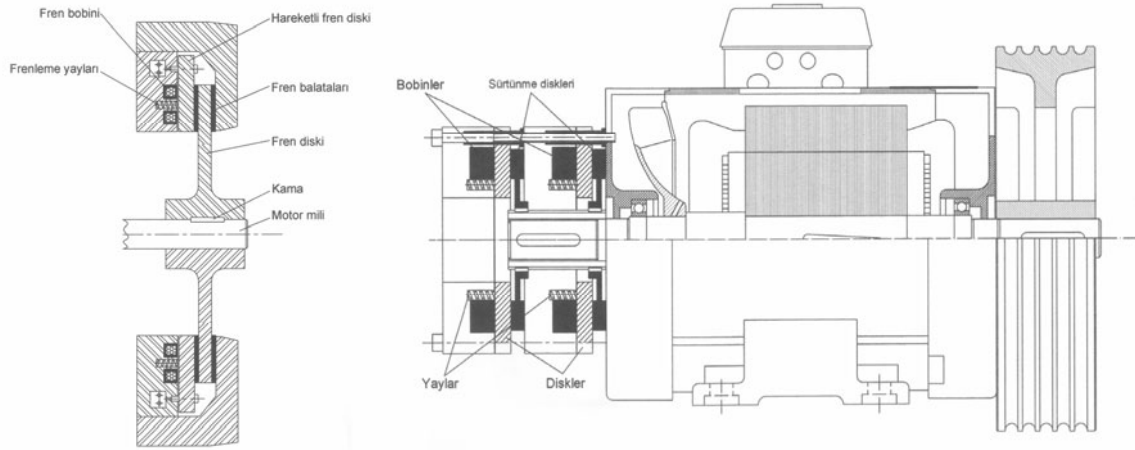 Fren bobini
Hareketli fren diski
Frenleme yayları
Fren balataları
Fren diski
Kama
Motor mili
Bobinler
Sürtünme diskleri
Yaylar
Diskler